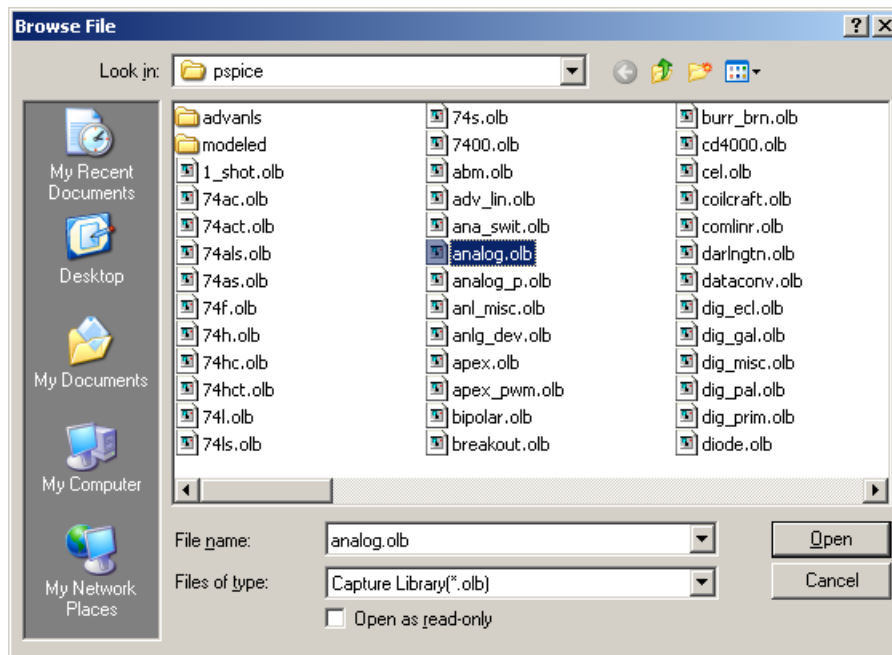 Browse File
Look in:
pspice
My Recent
Documents
Desktop
My Documents
My Computer
My Network
Places
advanls
modeled
1_shot.olb
74ac.olb
74act.olb
74als.olb
74as.olb
74f.olb
74h.olb
74hc.olb
74hct.olb
74l.olb
74ls.olb
74s.olb
7400.olb
abm.olb
adv_lin.olb
ana_swit.olb
analog.olb
analog_p.olb
anl_misc.olb
anlg_dev.olb
apex.olb
apex_pwm.olb
bipolar.olb
breakout.olb
burr_brn.olb
cd4000.olb
cel.olb
coilcraft.olb
comlinr.olb
darlngtn.olb
dataconv.olb
dig_ecl.olb
dig_gal.olb
dig_misc.olb
dig_pal.olb
dig_prim.olb
diode.olb
File name:
analog.olb
Open
Files of type:
Capture Library(*.olb)
Cancel
Open as read-only